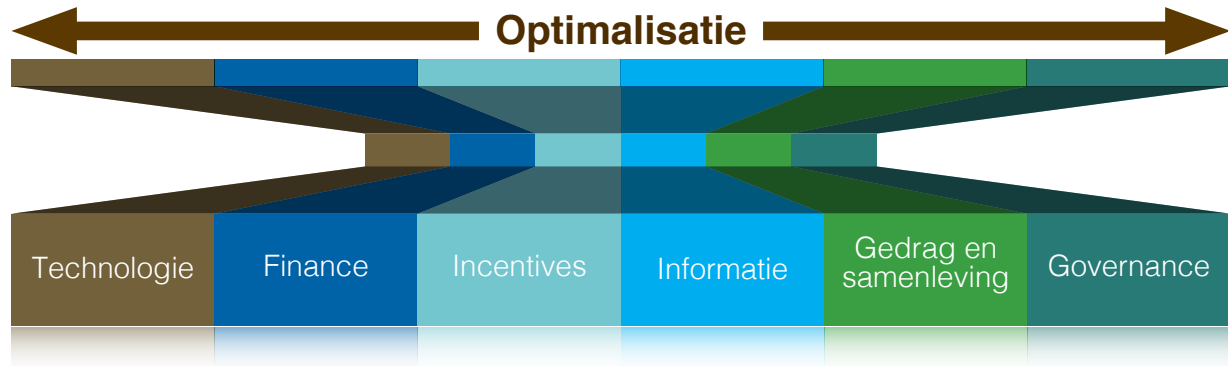 Optimalisatie
Technologie
Finance
Incentives
Informatie
Gedrag en
samenleving
Governance